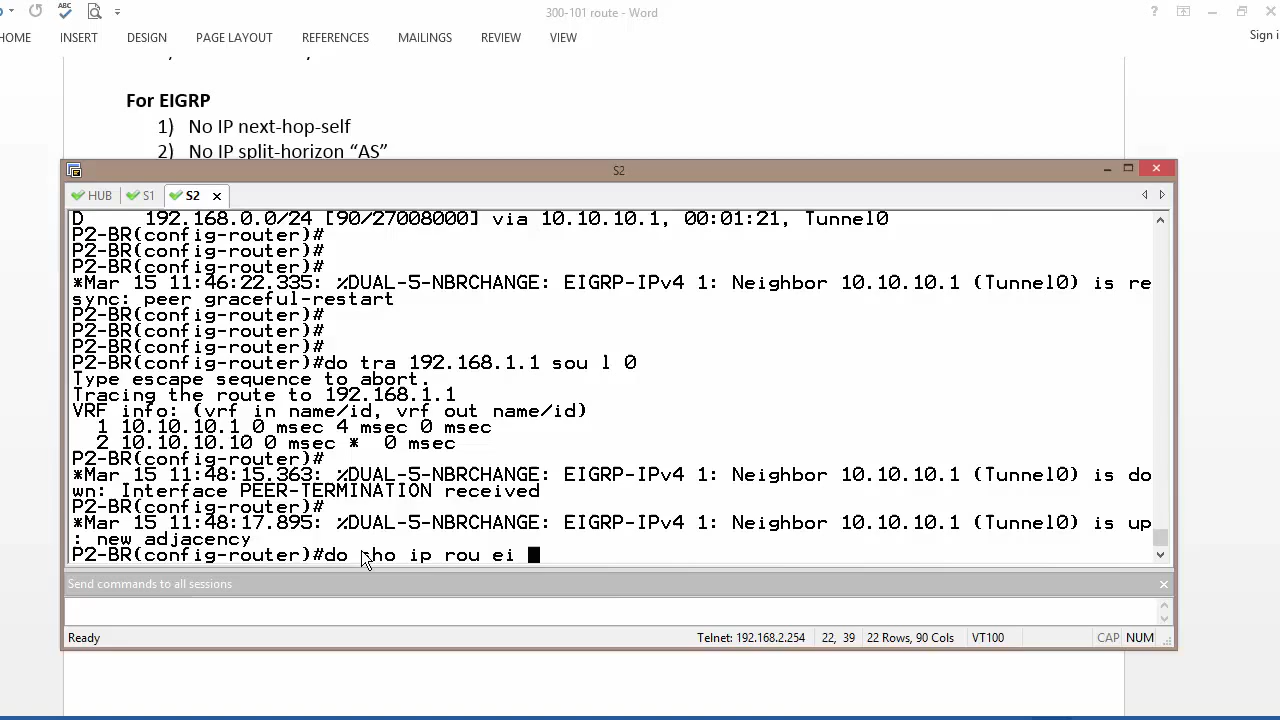 300-101 route - Word
HOME INSERT DESIGN PAGE LAYOUT REFERENCES MAILINGS REVIEW VIEW Sign i
For EIGRP
1) No IP next-hop-self
2) No IP split-horizon “AS”
S2
HUB S1 S2
D 192.168.0.0/24 [90/27008000] via 10.10.10.1, 00:01:21, Tunnel0
P2-BR(config-router)#
P2-BR(config-router)#
P2-BR(config-router)#
*Mar 15 11:46:22.335: %DUAL-5-NBRCHANGE: EIGRP-IPv4 1: Neighbor 10.10.10.1 (Tunnel0) is re
sync: peer graceful-restart
P2-BR(config-router)#
P2-BR(config-router)#
P2-BR(config-router)#
P2-BR(config-router)#do tra 192.168.1.1 sou l 0
Type escape sequence to abort.
Tracing the route to 192.168.1.1
VRF info: (vrf in name/id, vrf out name/id)
1 10.10.10.1 0 msec 4 msec 0 msec
2 10.10.10.10 0 msec * 0 msec
P2-BR(config-router)#
*Mar 15 11:48:15.363: %DUAL-5-NBRCHANGE: EIGRP-IPv4 1: Neighbor 10.10.10.1 (Tunnel0) is do
wn: Interface PEER-TERMINATION received
P2-BR(config-router)#
*Mar 15 11:48:17.895: %DUAL-5-NBRCHANGE: EIGRP-IPv4 1: Neighbor 10.10.10.1 (Tunnel0) is up
: new adjacency
P2-BR(config-router)#do sho ip rou ei
Send commands to all sessions
Ready Telnet: 192.168.2.254 22, 39 22 Rows, 90 Cols VT100 CAP NUM